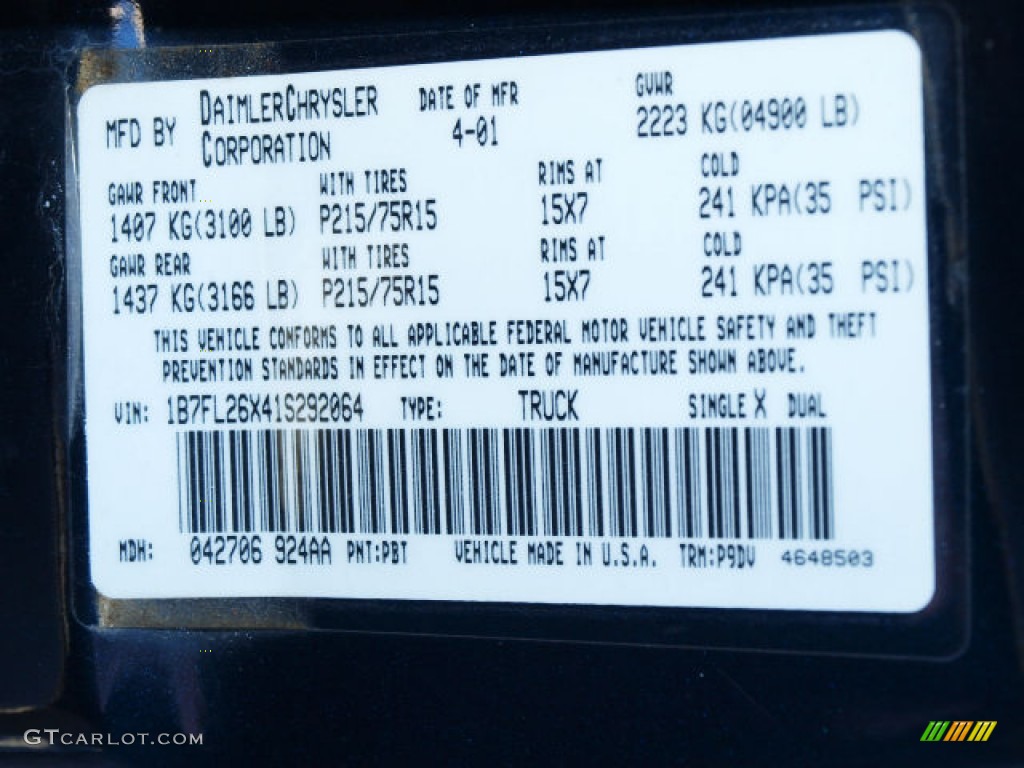 MFD BY DAIMLERCHRYSLER CORPORATION DATE OF MFR 4-01 GVWR 2223 KG(04900 LB)
GAWR FRONT WITH TIRES RIMS AT COLD
1407 KG(3100 LB) P215/75R15 15X7 241 KPA(35 PSI)
GAWR REAR WITH TIRES RIMS AT COLD
1437 KG(3166 LB) P215/75R15 15X7 241 KPA(35 PSI)
THIS VEHICLE CONFORMS TO ALL APPLICABLE FEDERAL MOTOR VEHICLE SAFETY AND THEFT
PREVENTION STANDARDS IN EFFECT ON THE DATE OF MANUFACTURE SHOWN ABOVE.
VIN: 1B7FL26X41S292064 TYPE: TRUCK SINGLE X DUAL
MDH: 042706 924AA PNT:PBT VEHICLE MADE IN U.S.A. TRM:P9DV 4648503
GTCARLOT.COM